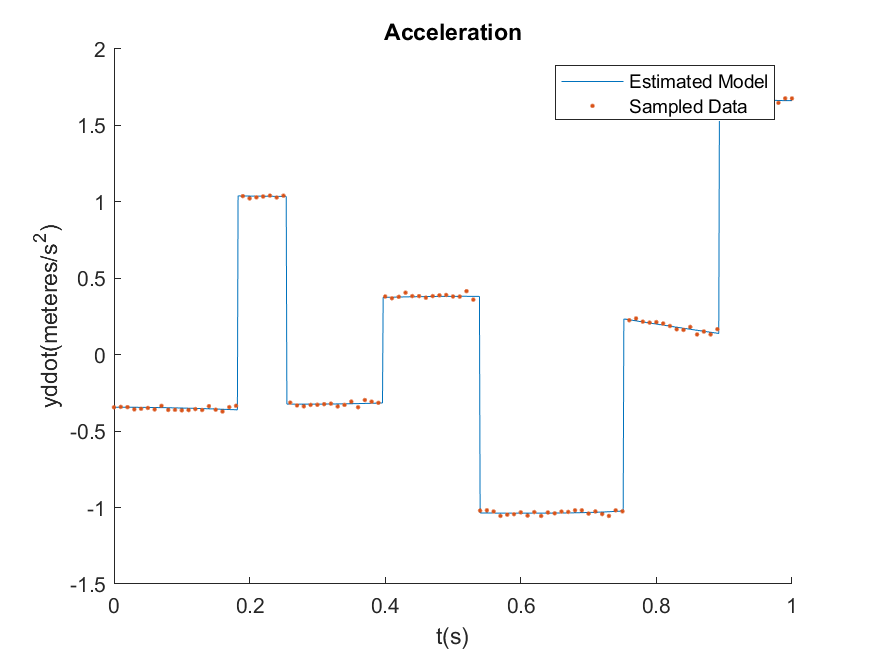 Acceleration
2
1.5
1
0.5
0
-0.5
-1
-1.5
yddot(meteres/s²)
Estimated Model
Sampled Data
0
0.2
0.4
0.6
0.8
1
t(s)